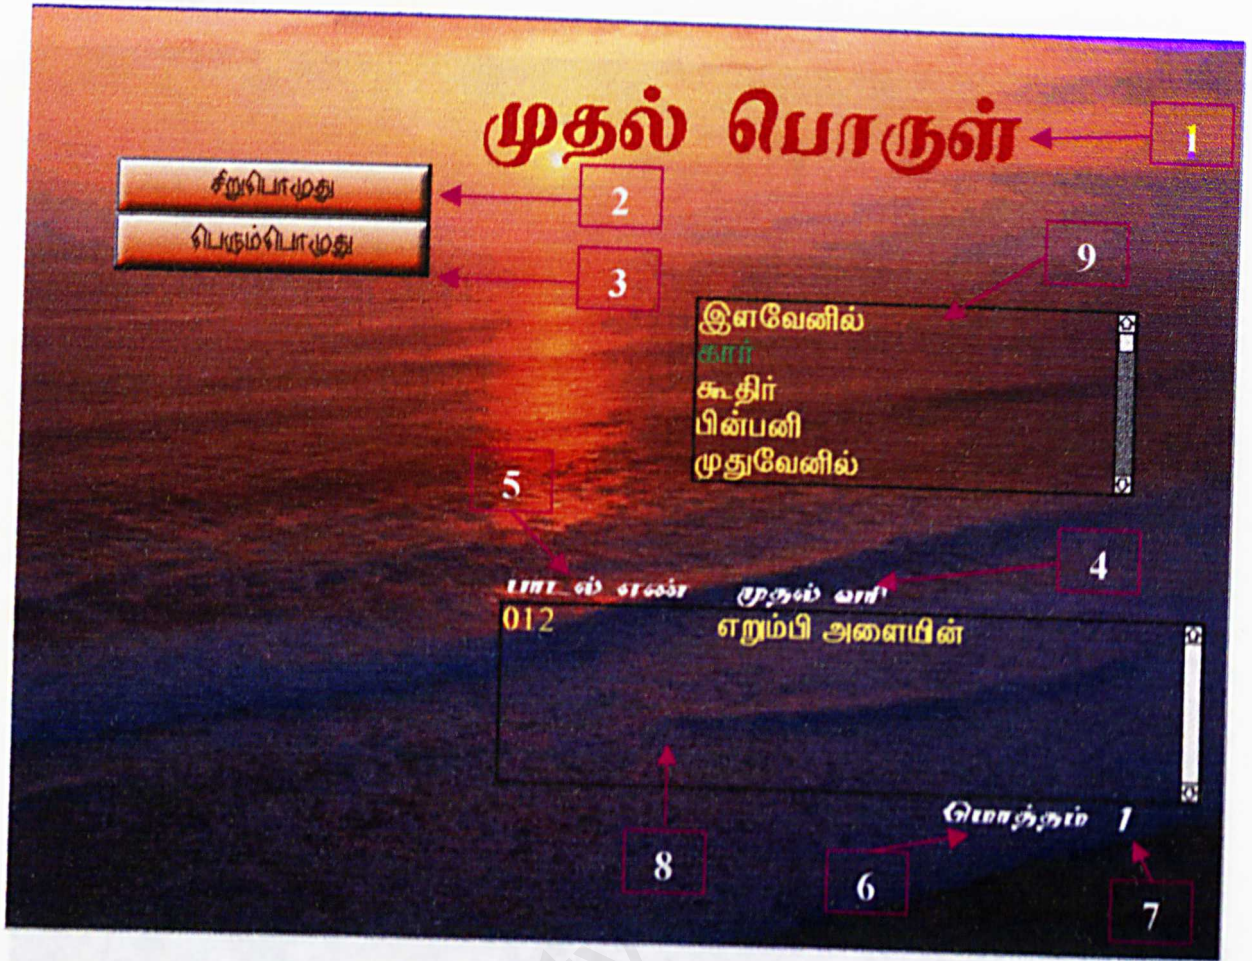 முதல் பொருள்
1
சிறுபொழுது
2
பெரும்பொழுது
3
9
இளவேனில்
கார்
கூதிர்
பின்பனி
முதுவேனில்
5
4
பாடல் எண் முதல் வரி
012 எறும்பி அளையின்
மொத்தம் 1
8
6
7